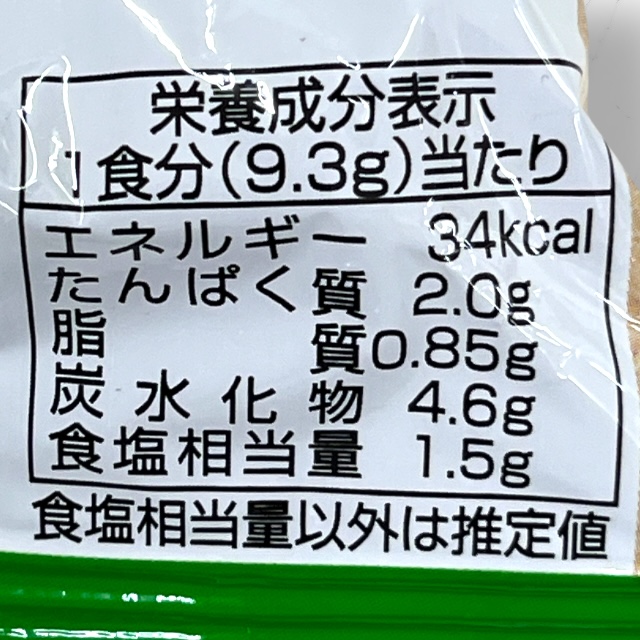 栄養成分表示
1食分(9.3g)当たり
エネルギー 34kcal
たんぱく質 2.0g
脂質 0.85g
炭水化物 4.6g
食塩相当量 1.5g
食塩相当量以外は推定値